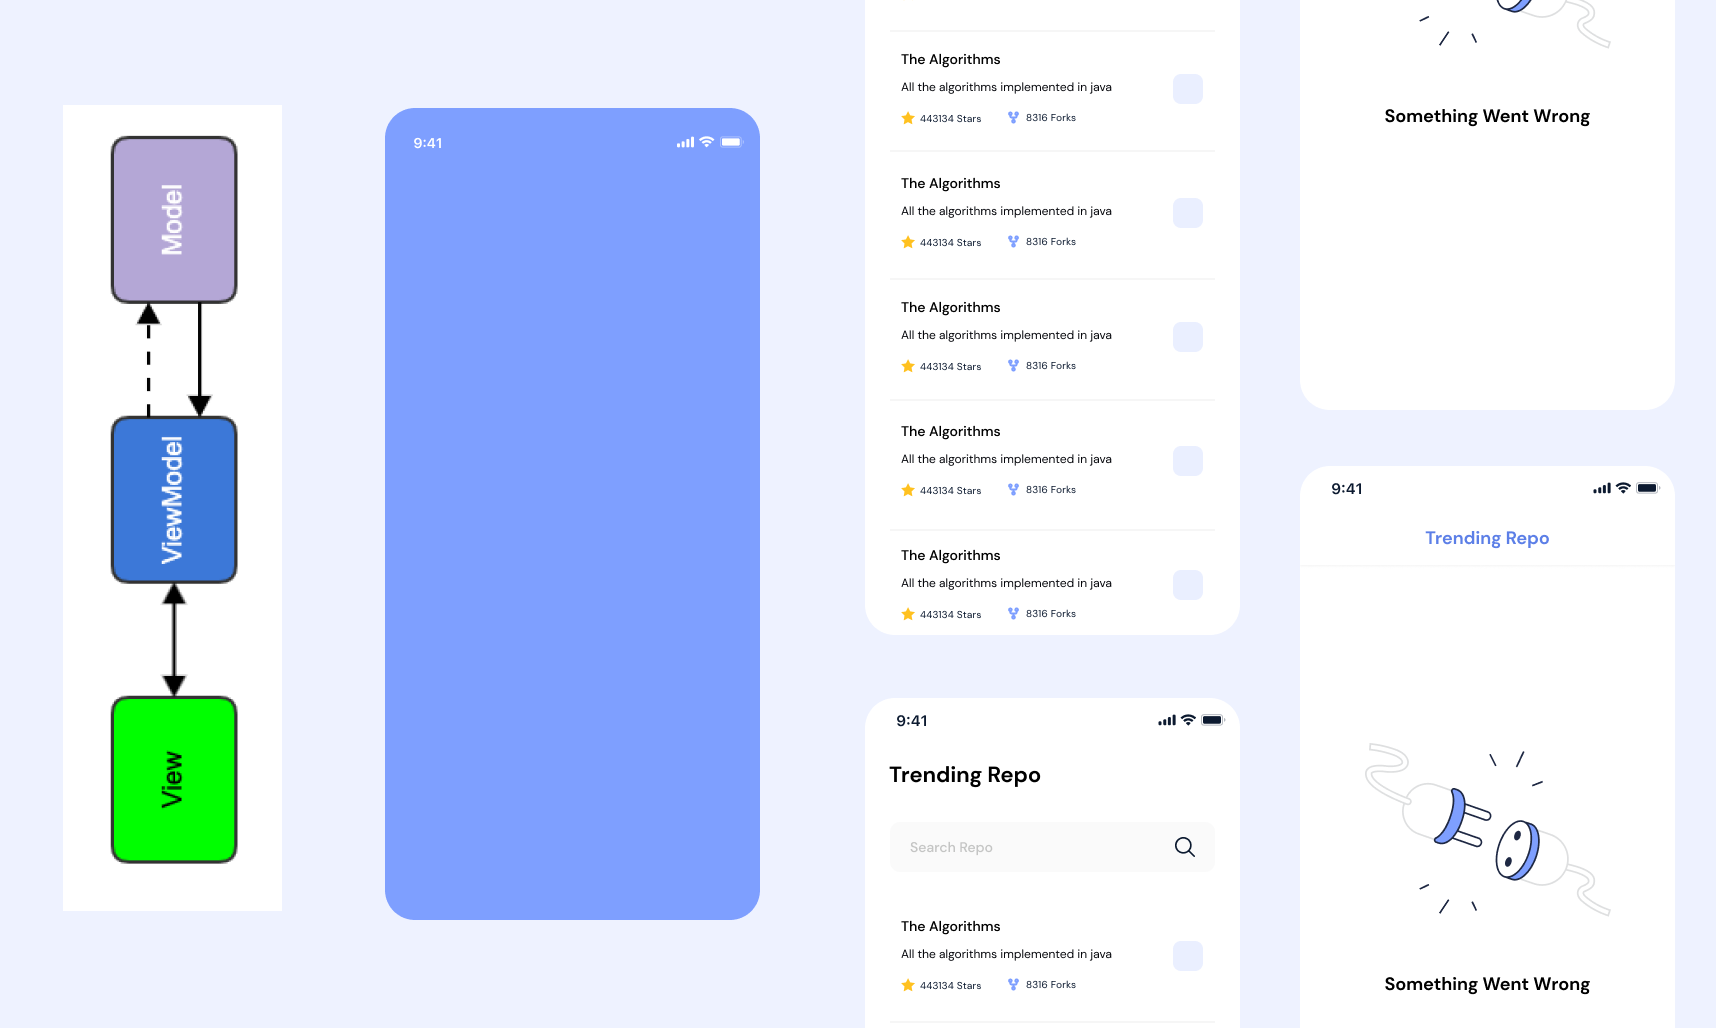 Model
ViewModel
View
9:41
The Algorithms
All the algorithms implemented in java
443134 Stars 8316 Forks
The Algorithms
All the algorithms implemented in java
443134 Stars 8316 Forks
The Algorithms
All the algorithms implemented in java
443134 Stars 8316 Forks
The Algorithms
All the algorithms implemented in java
443134 Stars 8316 Forks
The Algorithms
All the algorithms implemented in java
443134 Stars 8316 Forks
9:41
Trending Repo
Search Repo
The Algorithms
All the algorithms implemented in java
443134 Stars 8316 Forks
Something Went Wrong
9:41
Trending Repo
Something Went Wrong